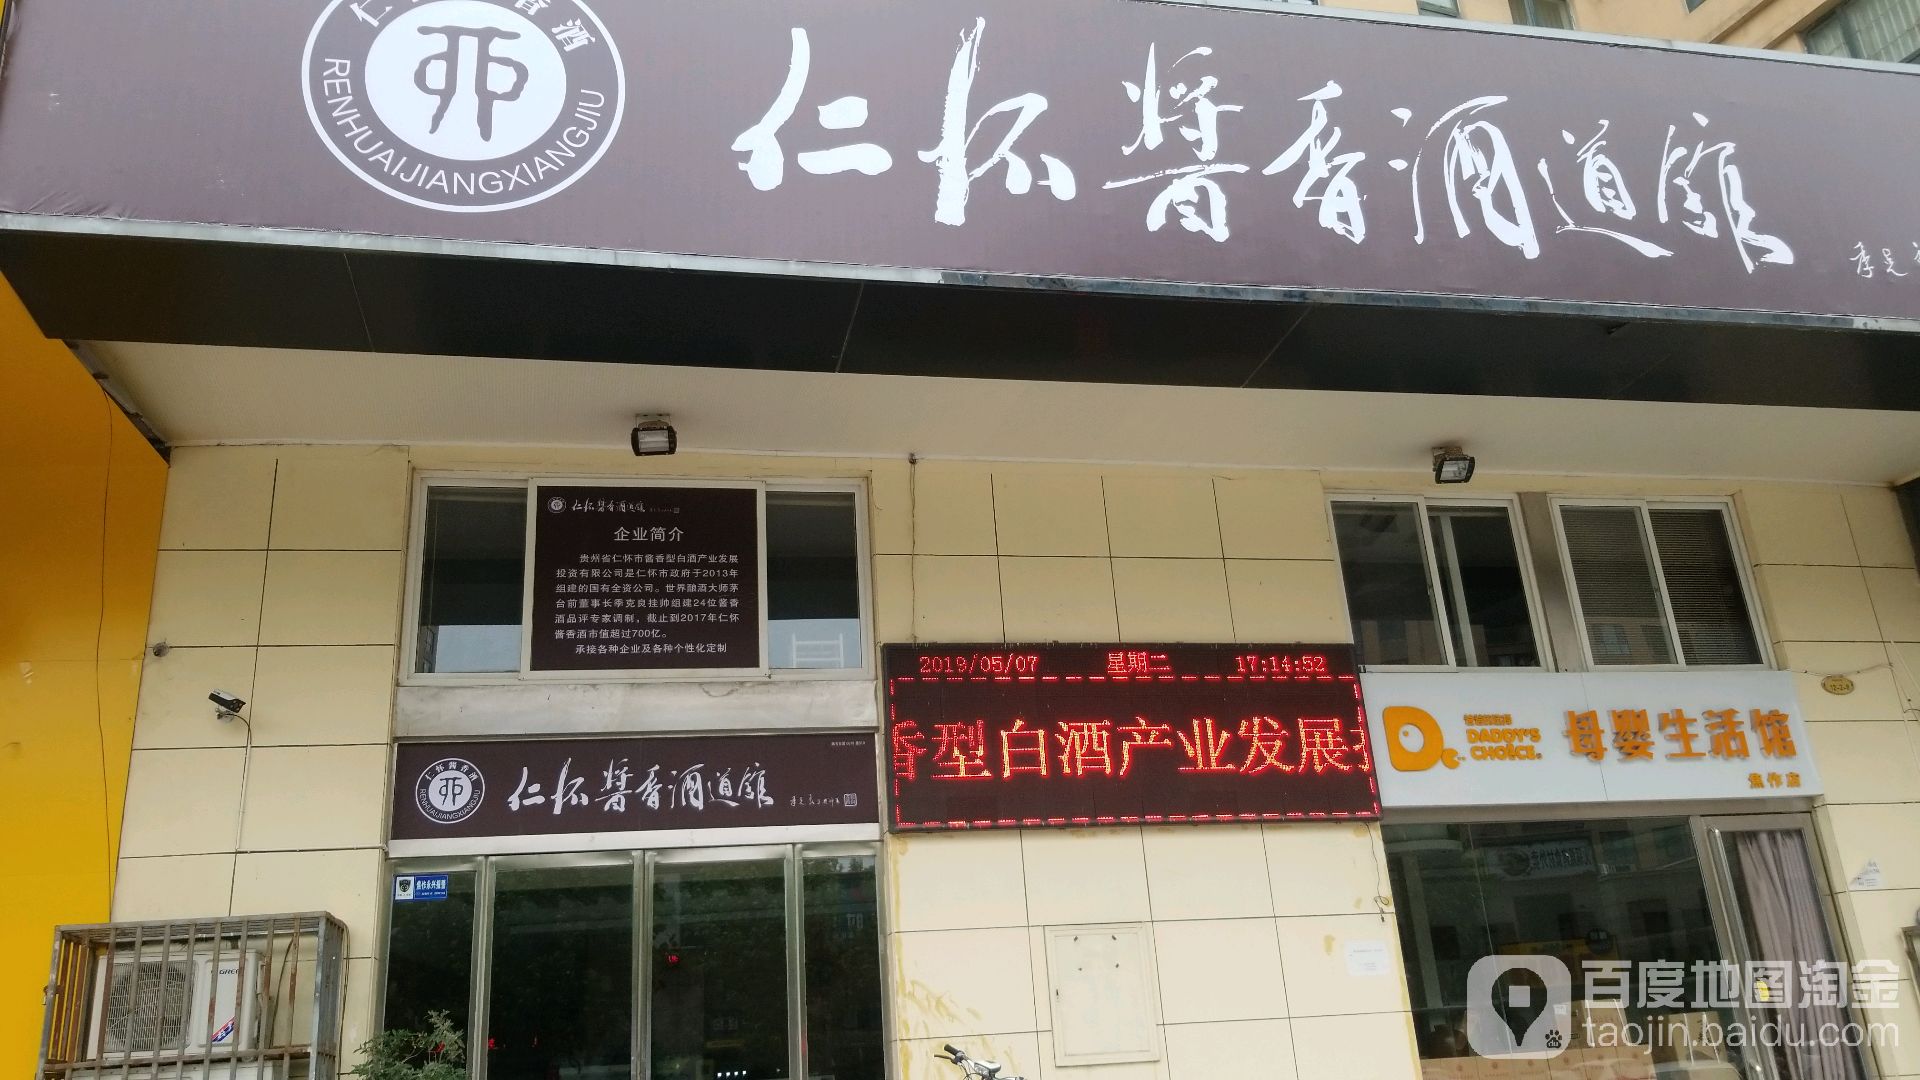 仁怀酱香酒
RENHUAIJIANGXIANGJIU
仁怀醬香酒道館
仁怀醬香酒道館
企业简介
贵州省仁怀市酱香型白酒产业发展
投资有限公司是仁怀市政府于2013年
组建的国有全资公司。世界酿酒大师茅
台前董事长季克良挂帅组建24位酱香
酒品评专家调制，截止到2017年仁怀
酱香酒市值超过700亿。
承接各种企业及各种个性化定制
2019/05/07 星期二 17:14:52
香型白酒产业发展
仁怀酱香酒
RENHUAIJIANGXIANGJIU
仁怀醬香酒道館
DADDY'S
CHOICE
母婴生活馆
焦作店
GREE
百度地图淘金
taojin.baidu.com